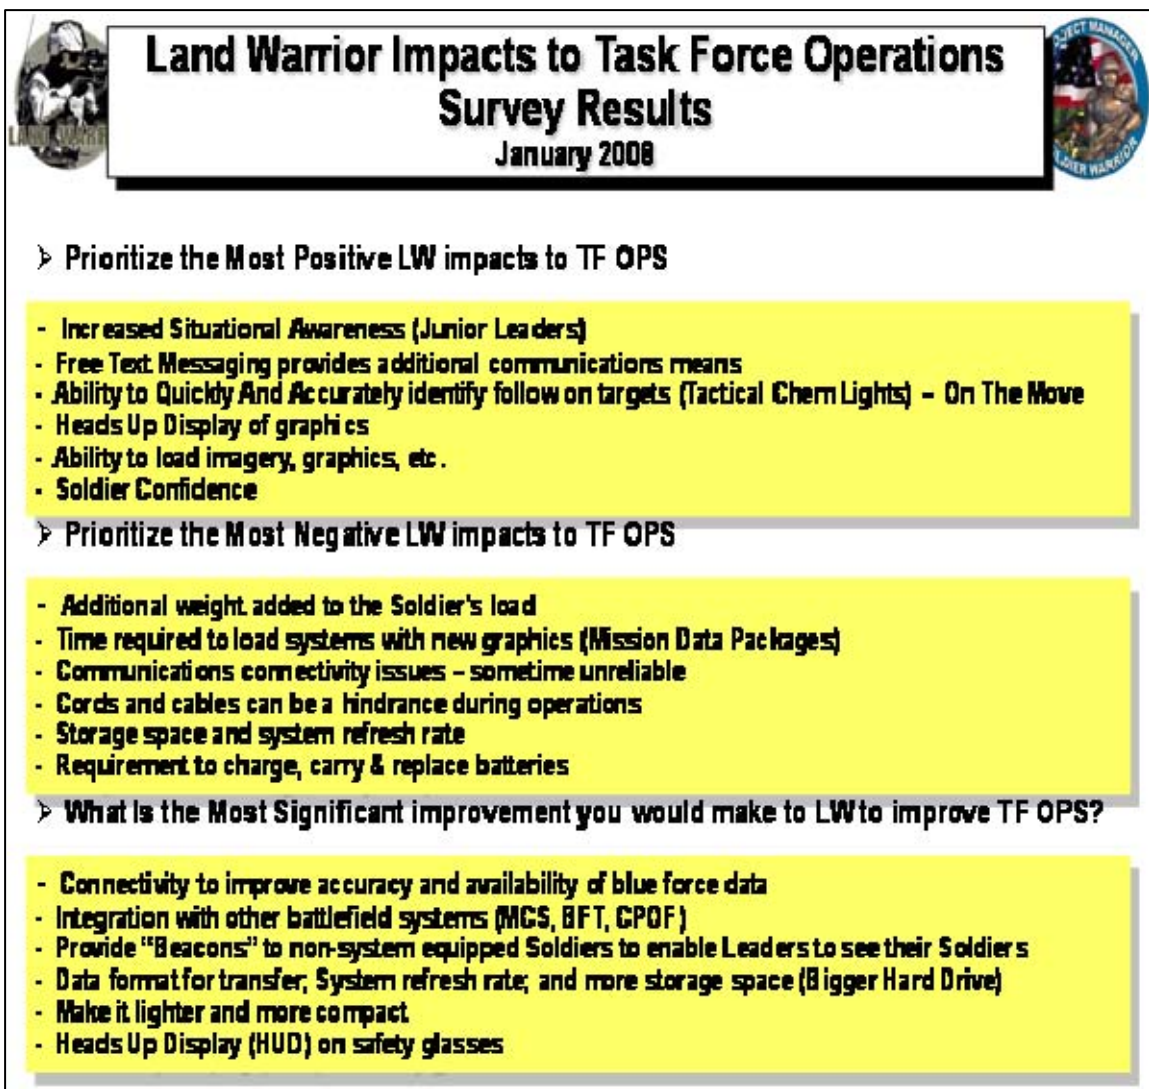 Land Warrior Impacts to Task Force Operations
Survey Results
January 2008
LAND WARR
OJECT MANAGER
DIER WARRIOR
➢ Prioritize the Most Positive LW impacts to TF OPS
- Increased Situational Awareness (Junior Leaders)
- Free Text Messaging provides additional communications means
- Ability to Quickly And Accurately identify follow on targets (Tactical Chem Lights) – On The Move
- Heads Up Display of graphics
- Ability to load imagery, graphics, etc.
- Soldier Confidence
➢ Prioritize the Most Negative LW impacts to TF OPS
- Additional weight added to the Soldier's load
- Time required to load systems with new graphics (Mission Data Packages)
- Communications connectivity issues – sometime unreliable
- Cords and cables can be a hindrance during operations
- Storage space and system refresh rate
- Requirement to charge, carry & replace batteries
➢ What Is the Most Significant improvement you would make to LW to improve TF OPS?
- Connectivity to improve accuracy and availability of blue force data
- Integration with other battlefield systems (MCS, BFT, CPOF)
- Provide "Beacons" to non-system equipped Soldiers to enable Leaders to see their Soldiers
- Data format for transfer; System refresh rate; and more storage space (Bigger Hard Drive)
- Make it lighter and more compact
- Heads Up Display (HUD) on safety glasses